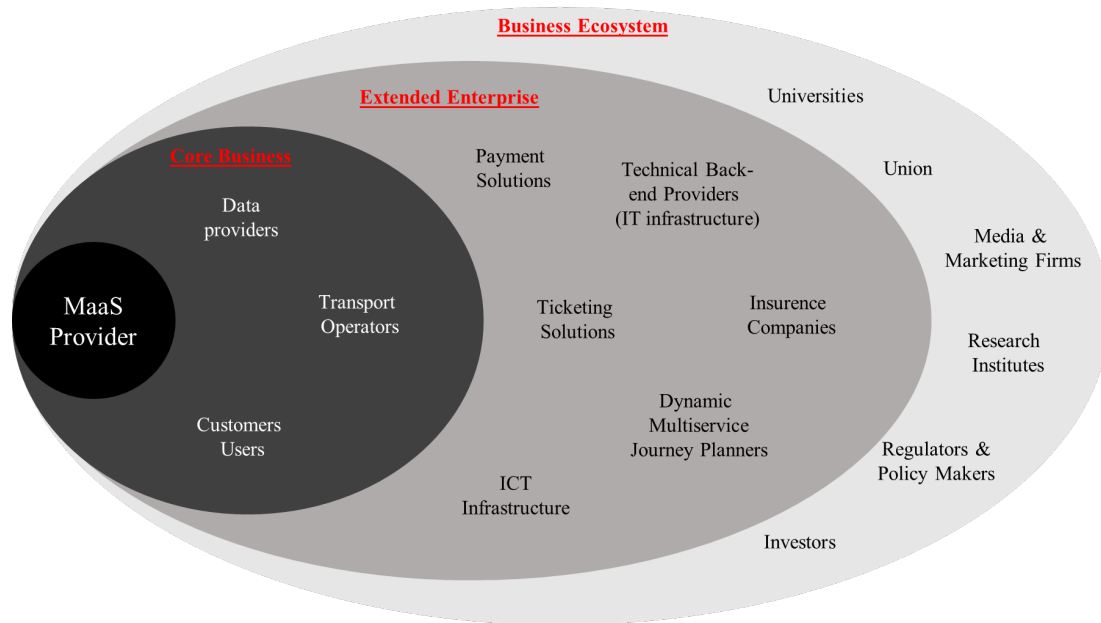 Business Ecosystem
Extended Enterprise
Core Business
MaaS
Provider
Data
providers
Transport
Operators
Customers
Users
Payment
Solutions
Technical Back-
end Providers
(IT infrastructure)
Ticketing
Solutions
Insurence
Companies
Dynamic
Multiservice
Journey Planners
ICT
Infrastructure
Universities
Union
Media &
Marketing Firms
Research
Institutes
Regulators &
Policy Makers
Investors